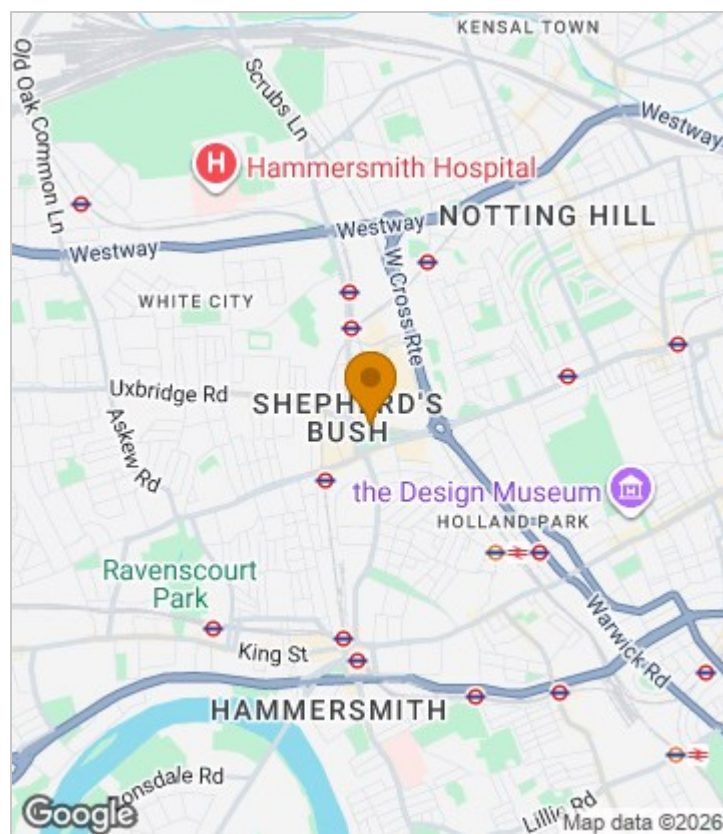 KENSAL TOWN
Old Oak Common Ln
Scrubs Ln
Westway
H
Hammersmith Hospital
NOTTING HILL
Westway
Westway
W Cross Rte
WHITE CITY
Uxbridge Rd
SHEPHERD'S
BUSH
Askew Rd
the Design Museum
HOLLAND PARK
Ravenscourt
Park
Warwick Rd
King St
HAMMERSMITH
onsdale Rd
Lillie Rd
Google
Map data ©2026